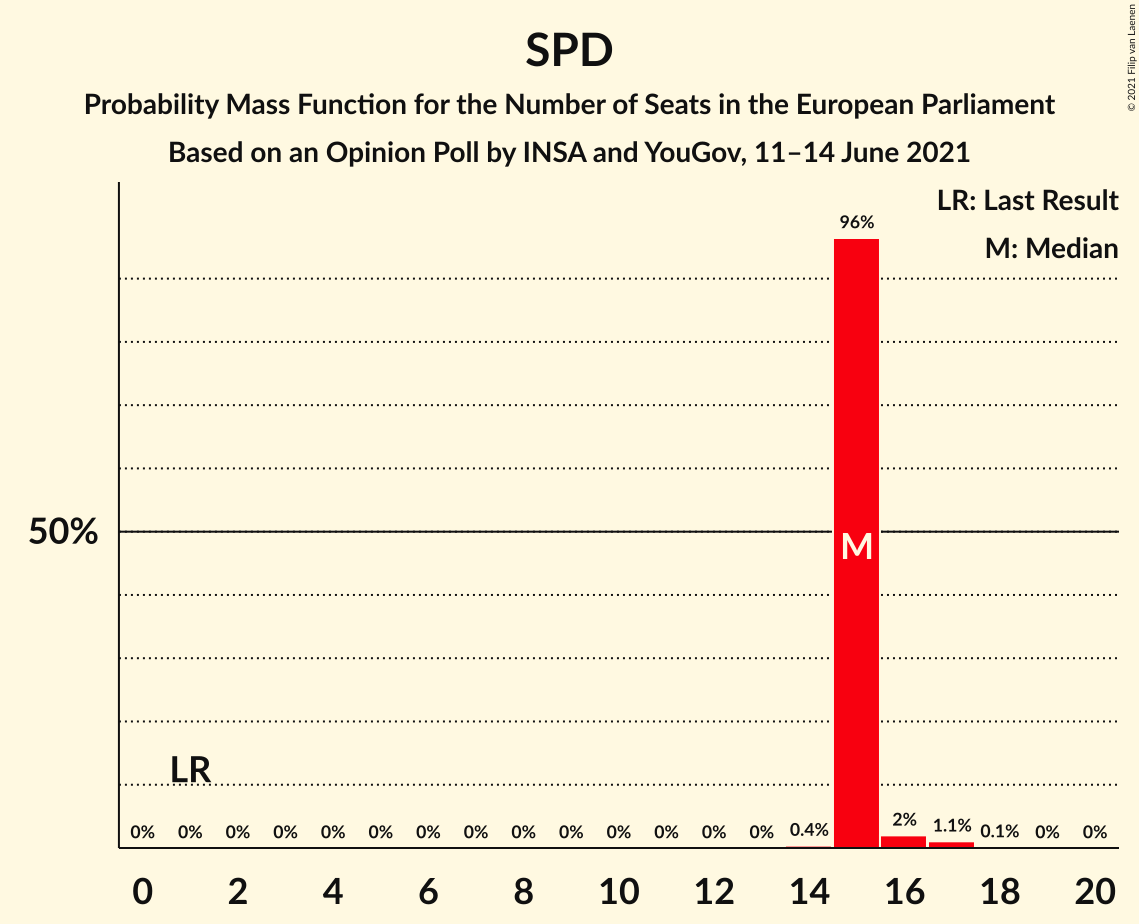 SPD
Probability Mass Function for the Number of Seats in the European Parliament
Based on an Opinion Poll by INSA and YouGov, 11–14 June 2021
© 2021 Filip van Laenen
LR: Last Result
M: Median
96%
50%
M
LR
0% 0% 0% 0% 0% 0% 0% 0% 0% 0% 0% 0% 0% 0% 0.4% 2% 1.1% 0.1% 0% 0%
0 2 4 6 8 10 12 14 16 18 20